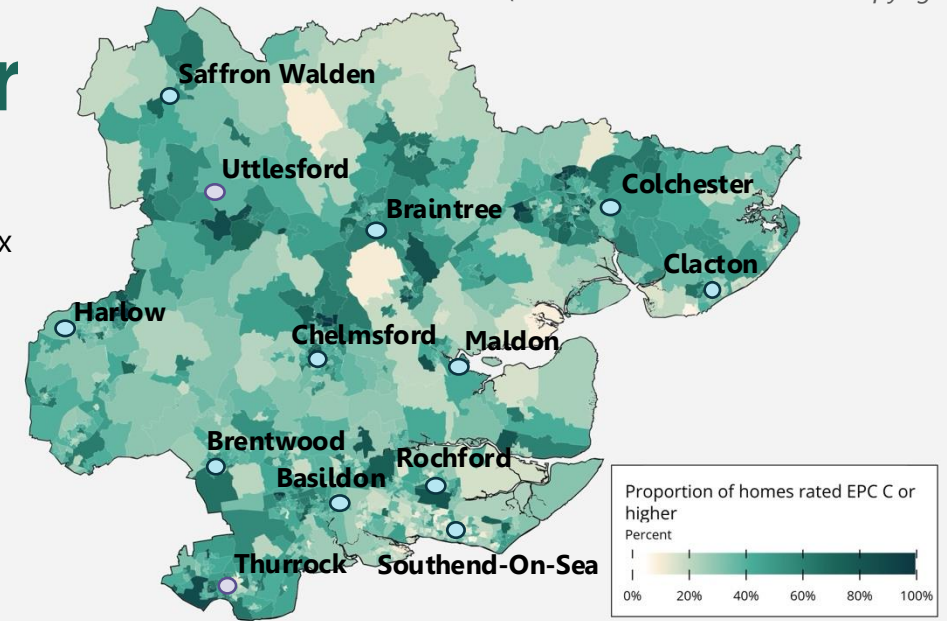 r
x
Saffron Walden
Uttlesford
Braintree
Colchester
Clacton
Harlow
Chelmsford
Maldon
Brentwood
Rochford
Basildon
Thurrock
Southend-On-Sea
Proportion of homes rated EPC C or
higher
Percent
0% 20% 40% 60% 80% 100%